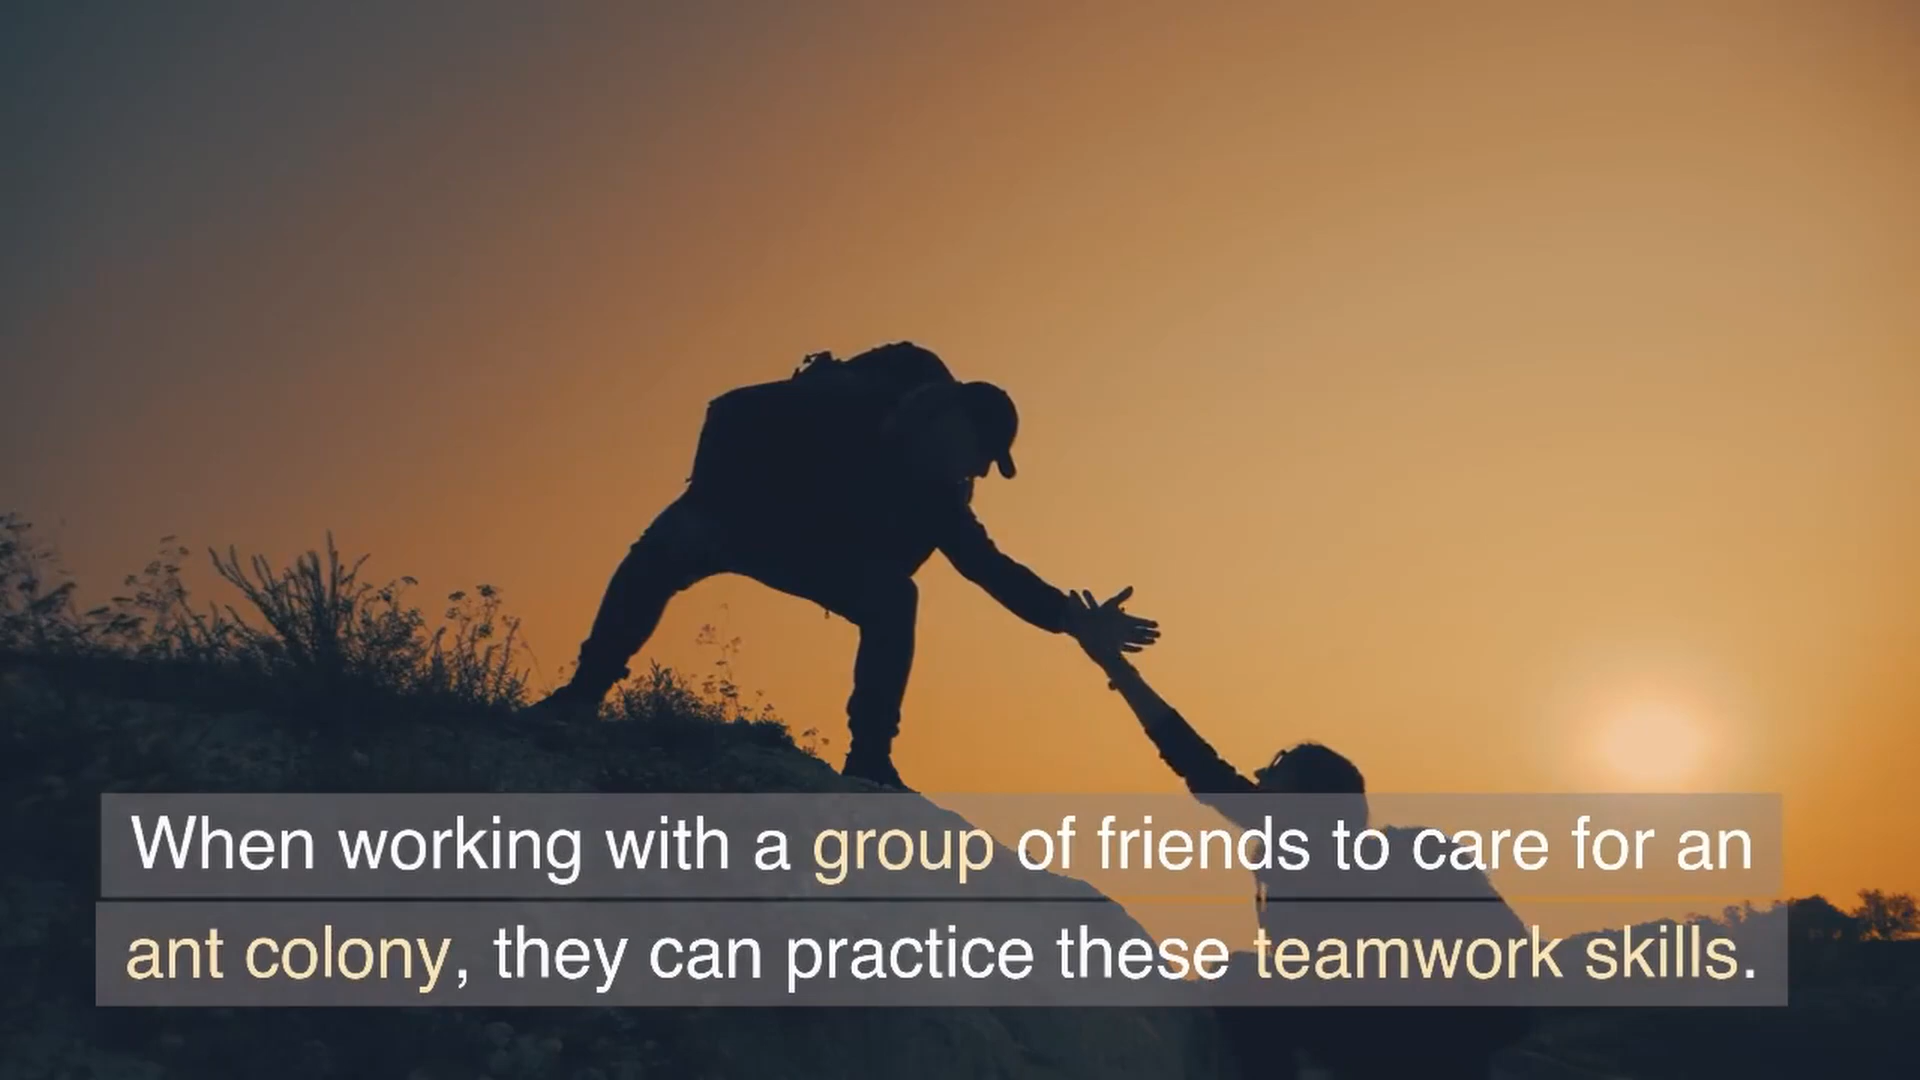 When working with a group of friends to care for an
ant colony, they can practice these teamwork skills.